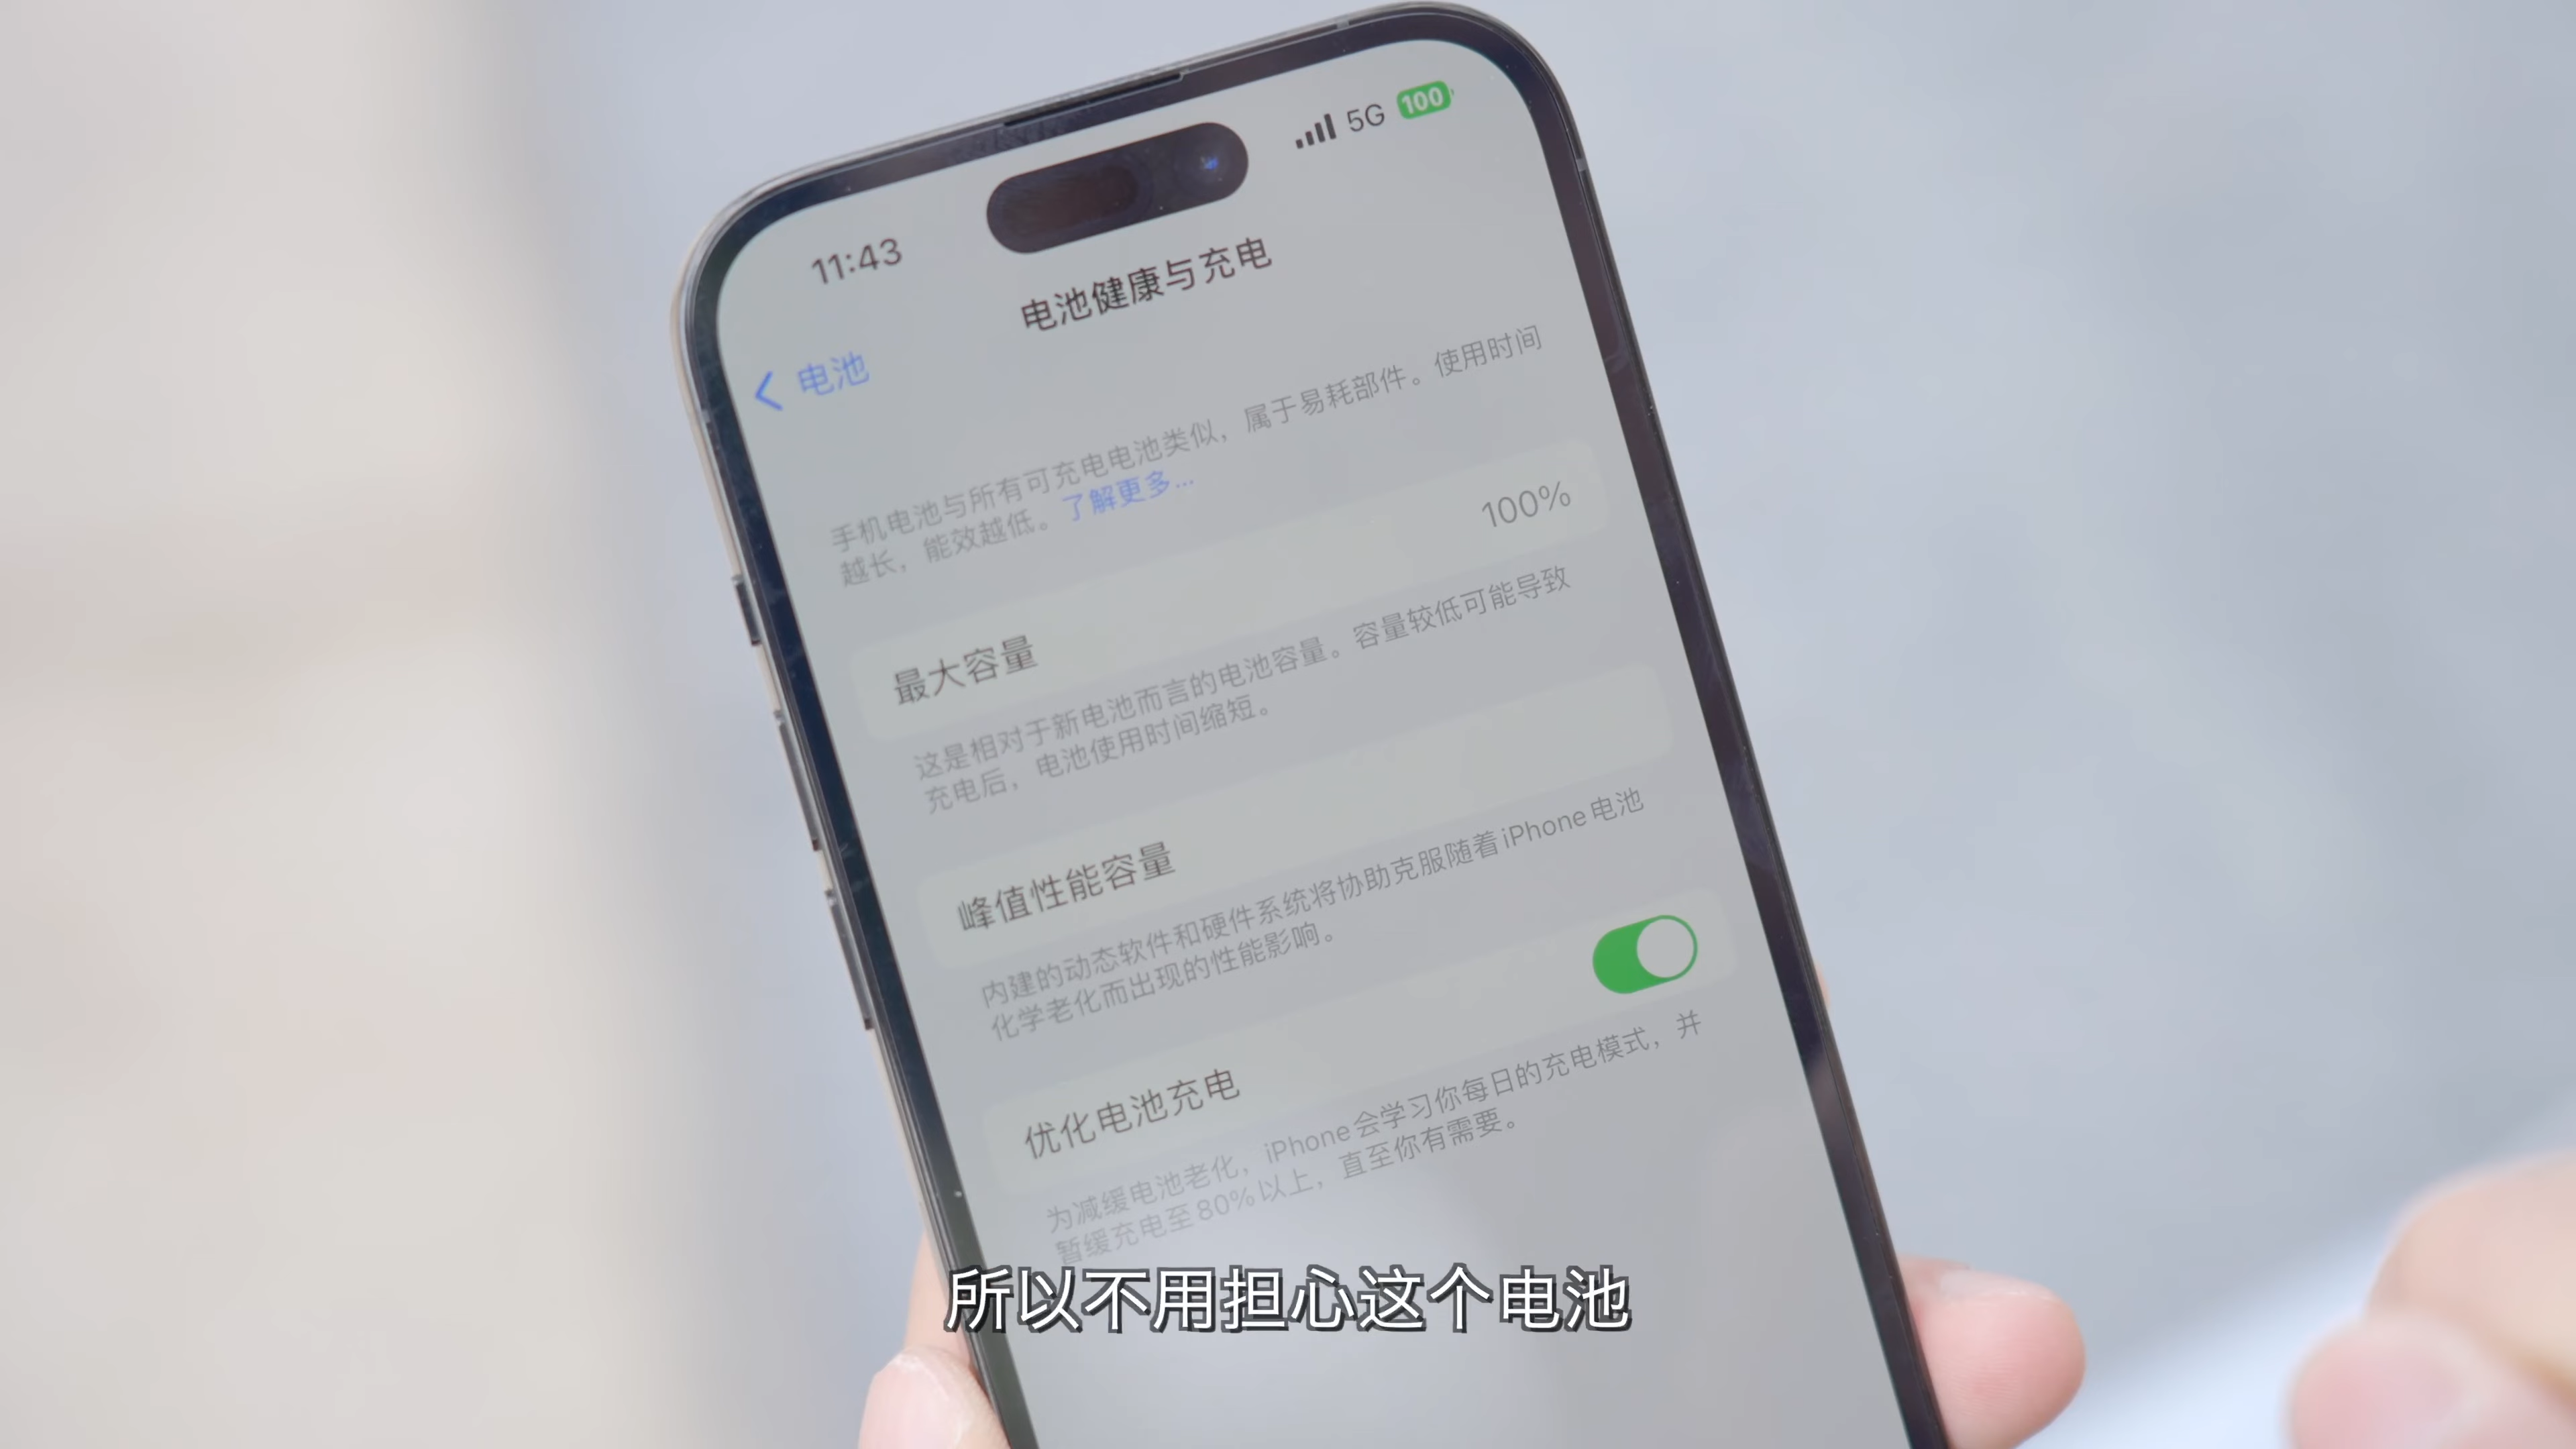 11:43
5G
100
电池
电池健康与充电
手机电池与所有可充电电池类似，属于易耗部件。使用时间
越长，能效越低。了解更多...
最大容量
100%
这是相对于新电池而言的电池容量。容量较低可能导致
充电后，电池使用时间缩短。
峰值性能容量
内建的动态软件和硬件系统将协助克服随着iPhone电池
化学老化而出现的性能影响。
优化电池充电
为减缓电池老化，iPhone会学习你每日的充电模式，并
暂缓充电至80%以上，直至你有需要。
所以不用担心这个电池